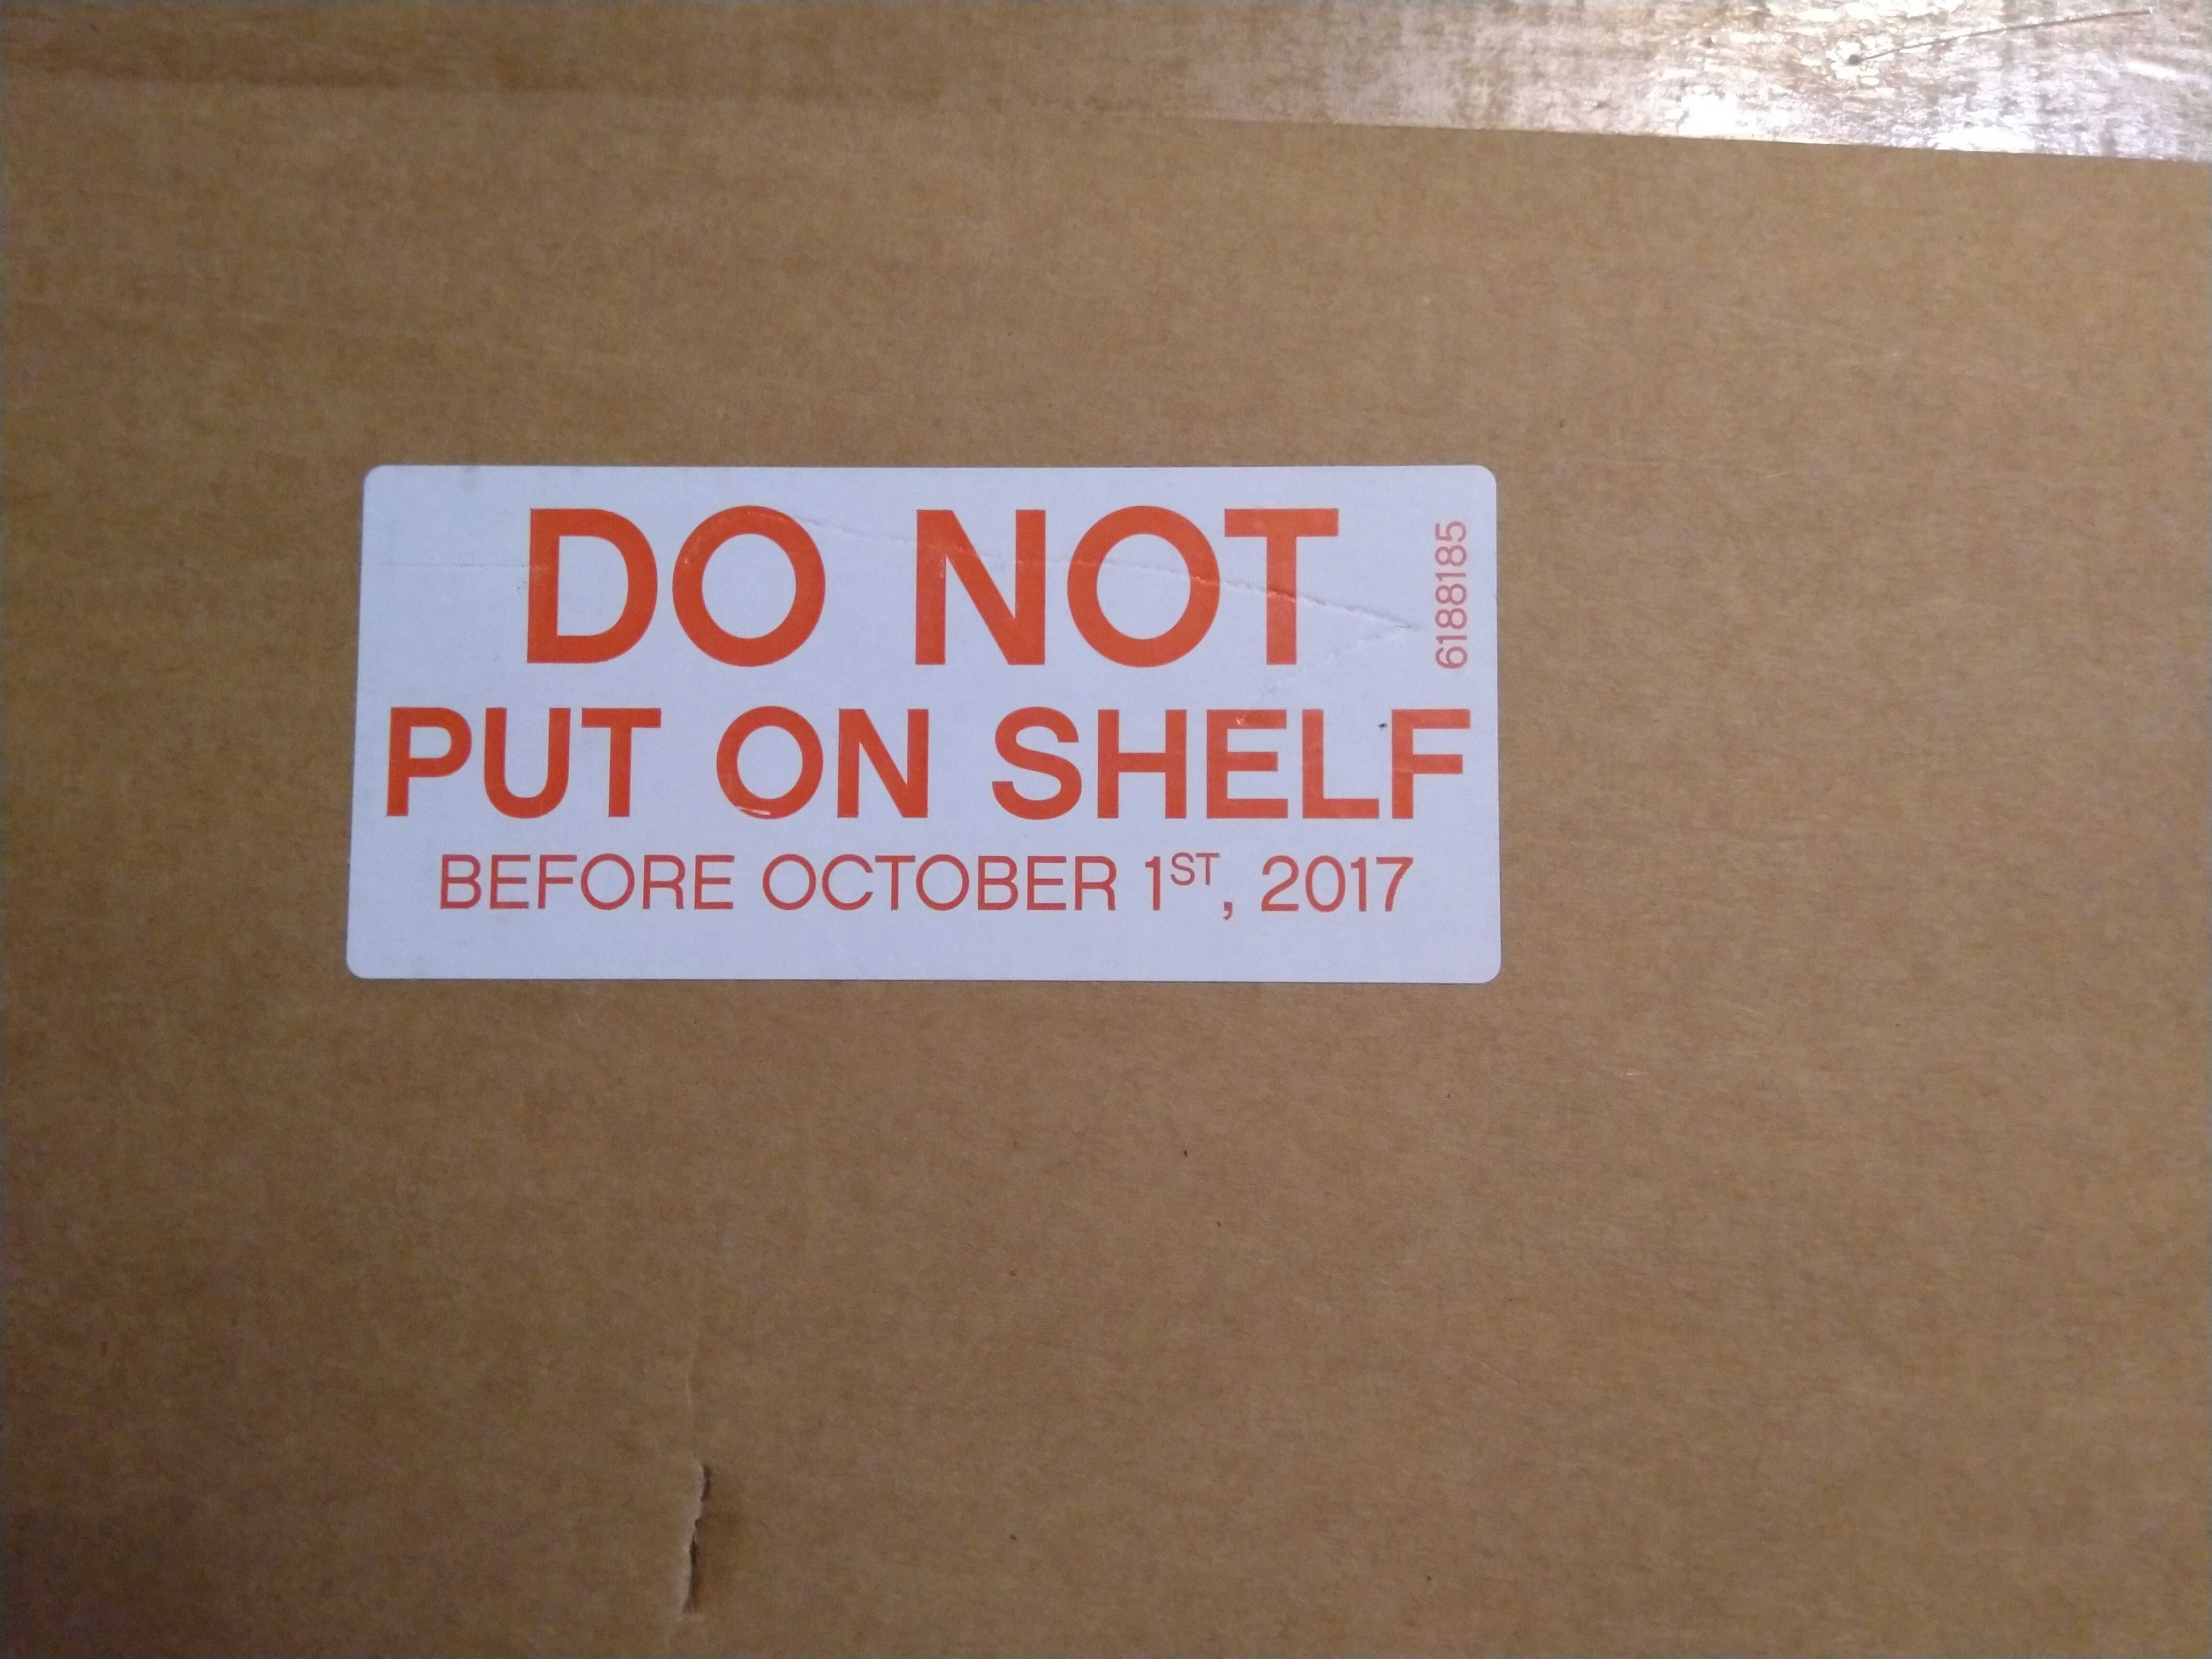 DO NOT
PUT ON SHELF
BEFORE OCTOBER 1ST, 2017
6188185